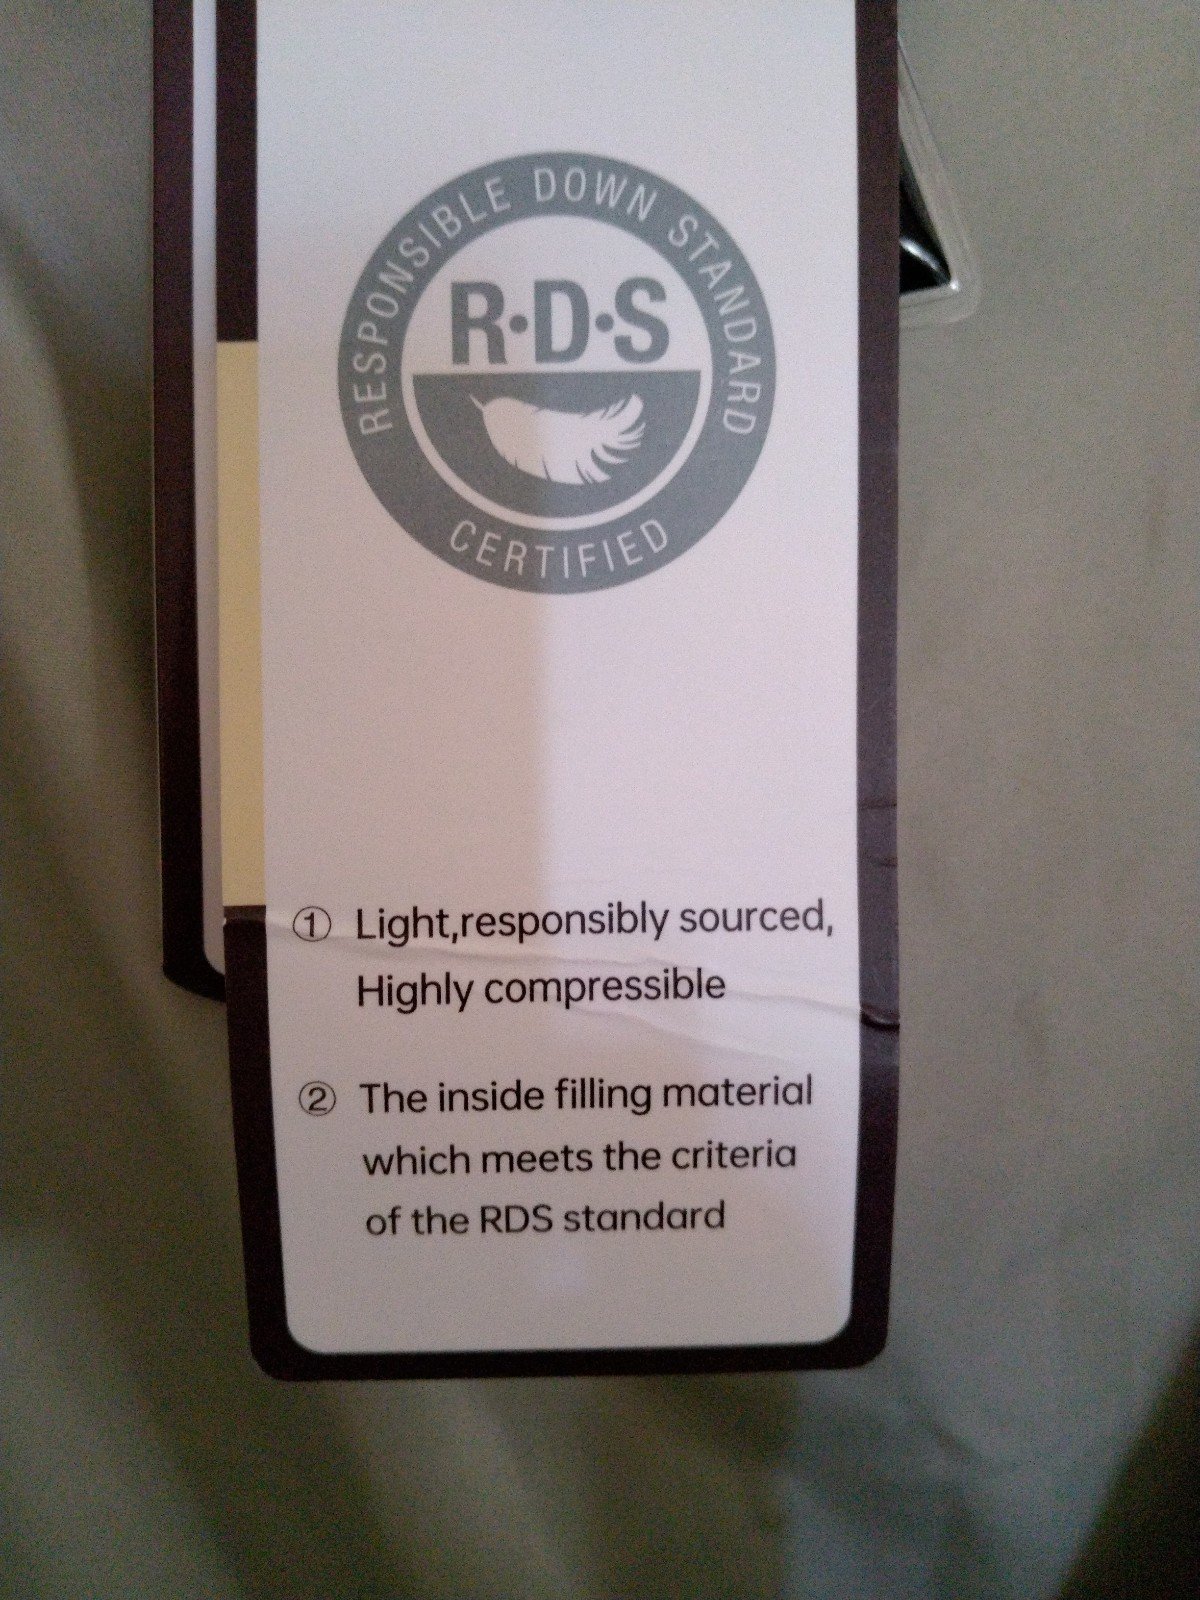 RESPONSIBLE DOWN STANDARD
R·D·S
CERTIFIED
① Light,responsibly sourced,
Highly compressible
② The inside filling material
which meets the criteria
of the RDS standard